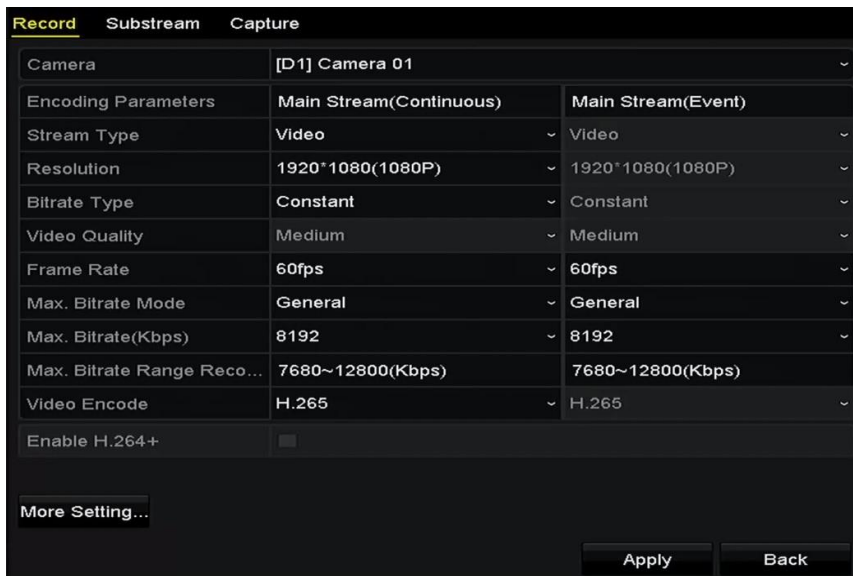 Record Substream Capture
Camera [D1] Camera 01
Encoding Parameters Main Stream(Continuous) Main Stream(Event)
Stream Type Video Video
Resolution 1920*1080(1080P) 1920*1080(1080P)
Bitrate Type Constant Constant
Video Quality Medium Medium
Frame Rate 60fps 60fps
Max. Bitrate Mode General General
Max. Bitrate(Kbps) 8192 8192
Max. Bitrate Range Reco... 7680~12800(Kbps) 7680~12800(Kbps)
Video Encode H.265 H.265
Enable H.264+
More Setting...
Apply Back